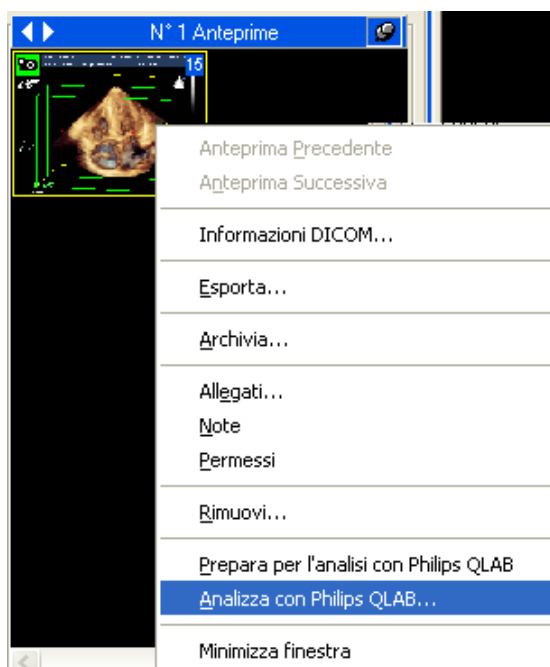 N° 1 Anteprime
15
Anteprima Precedente
Anteprima Successiva
Informazioni DICOM...
Esporta...
Archivia...
Allegati...
Note
Permessi
Rimuovi...
Prepara per l'analisi con Philips QLAB
Analizza con Philips QLAB...
Minimizza finestra